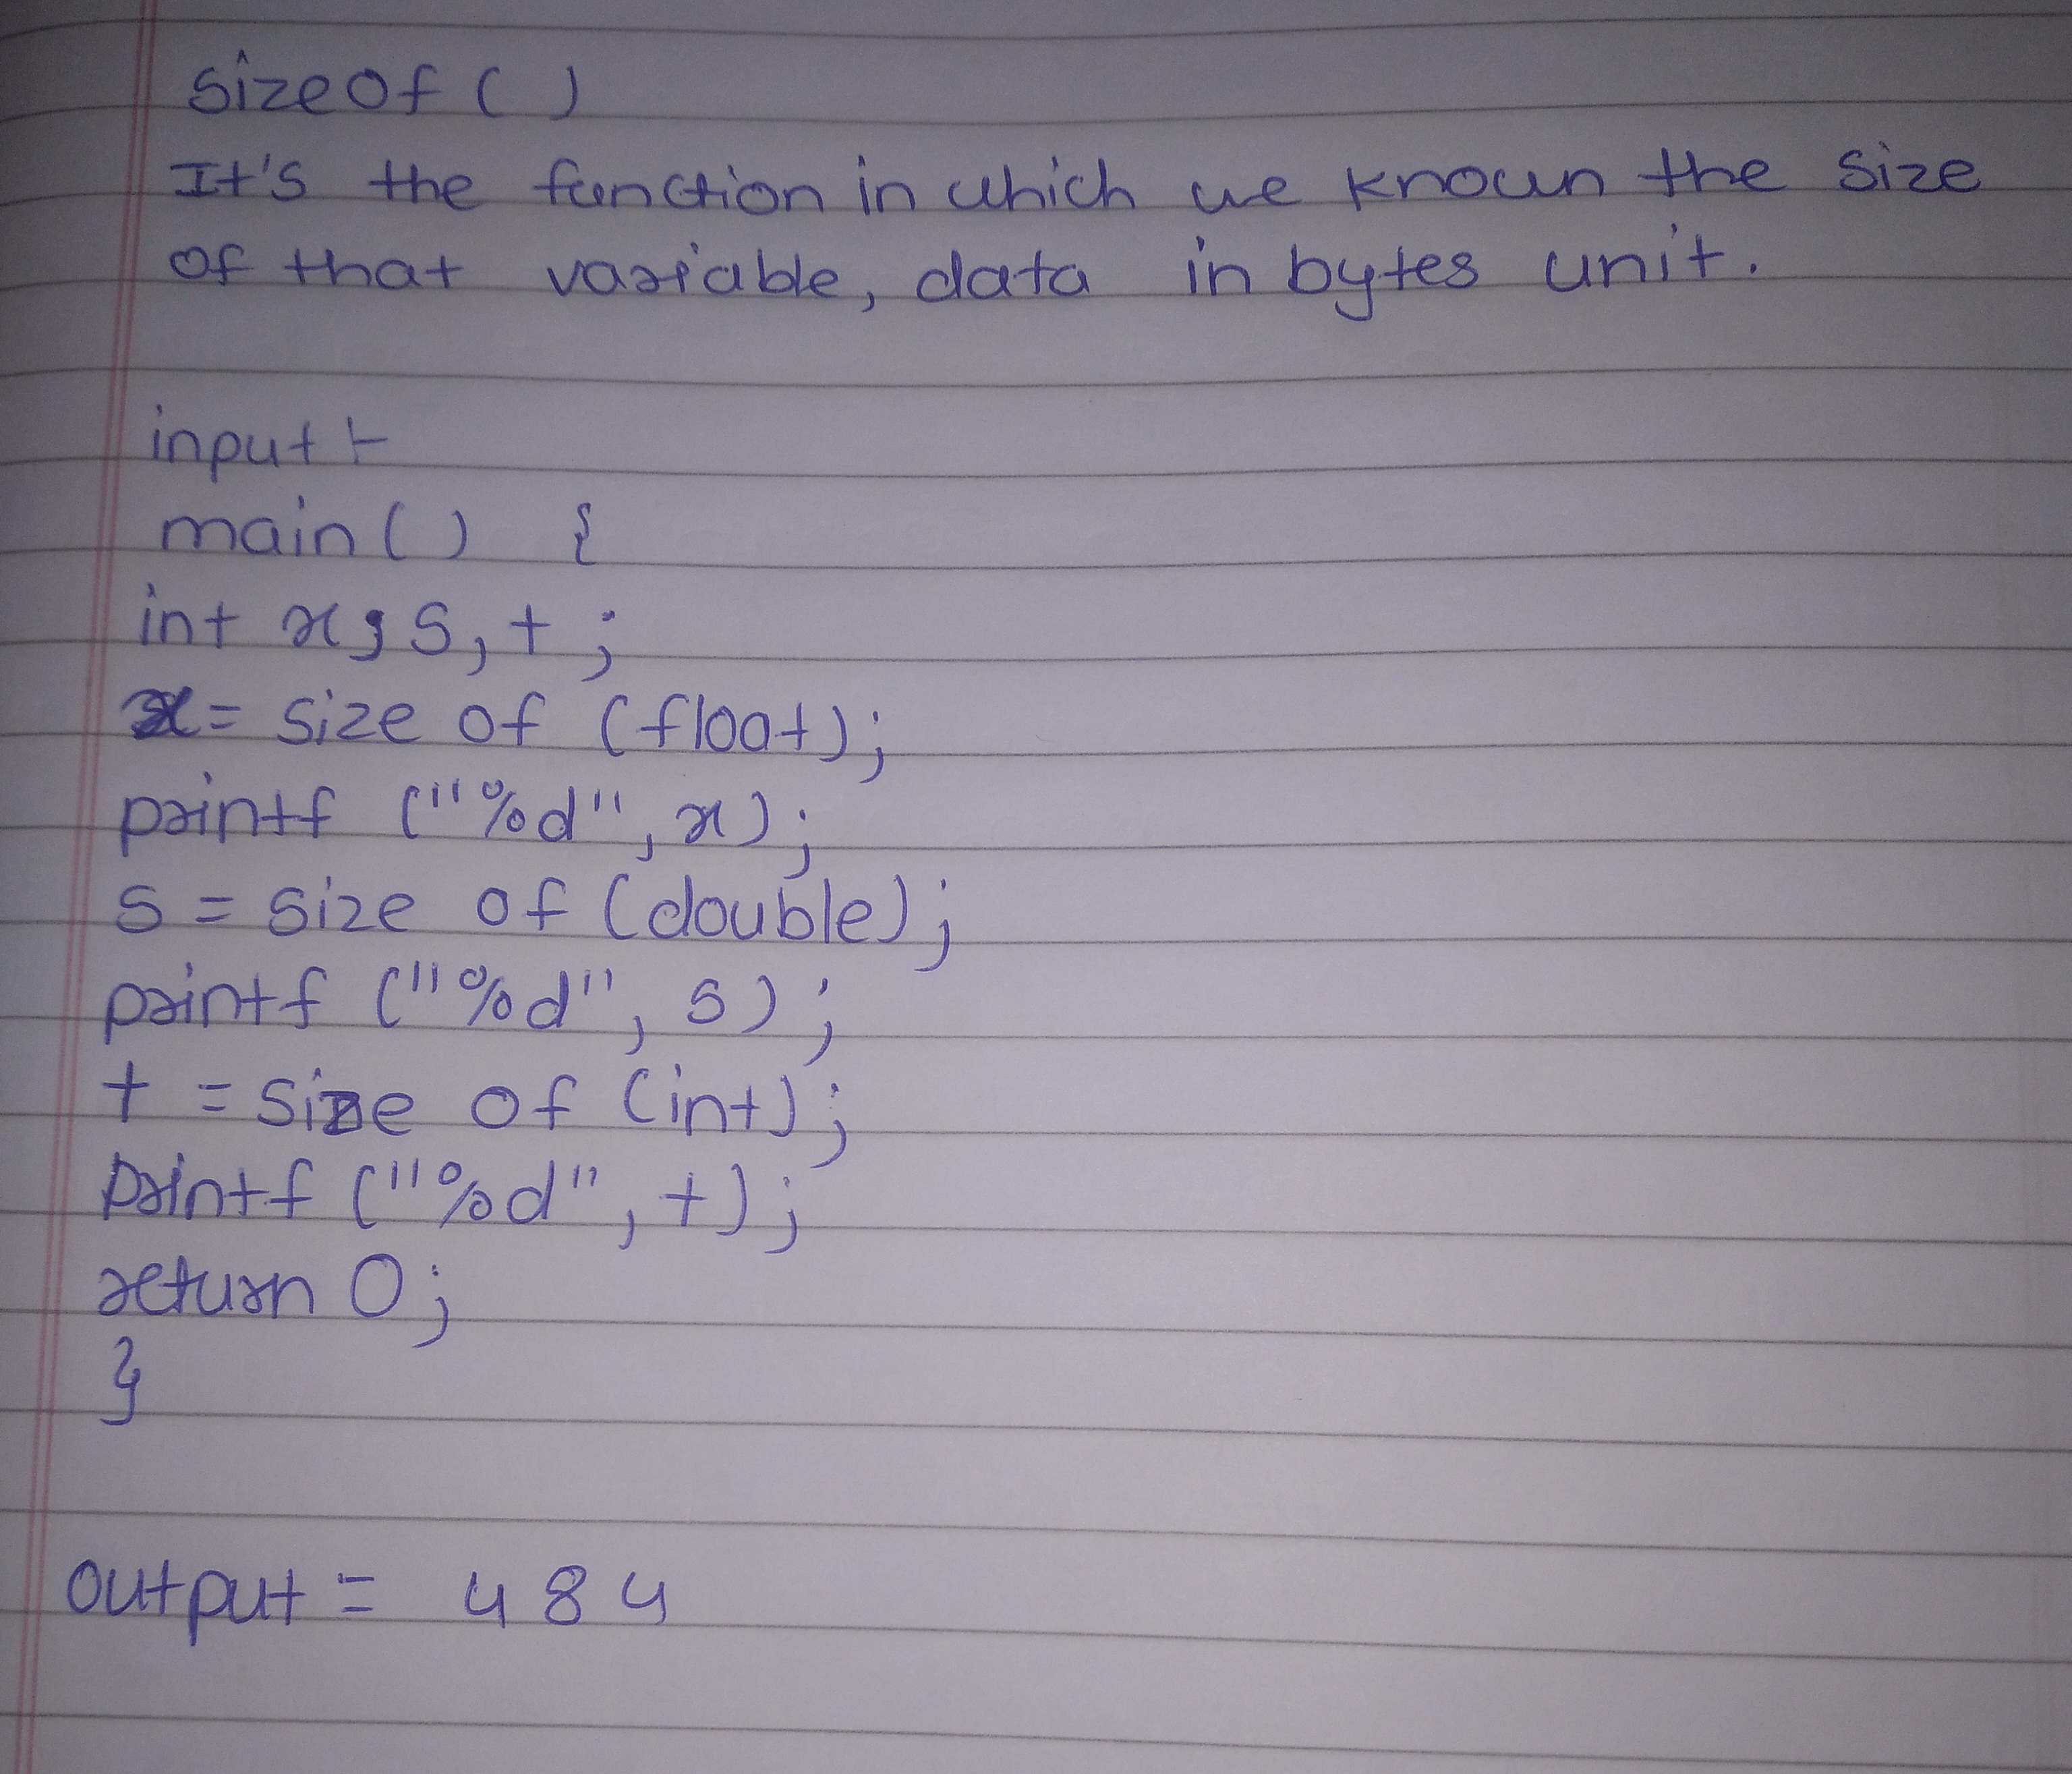 sizeof ( )
It's the function in which we known the size
of that variable, data in bytes unit.
input :-
main ( ) {
int x, s, t ;
x = size of (float);
printf ("%d", x);
s = size of (double);
printf ("%d", s);
t = size of (int);
printf ("%d", t);
return 0;
}
output = 4 8 4